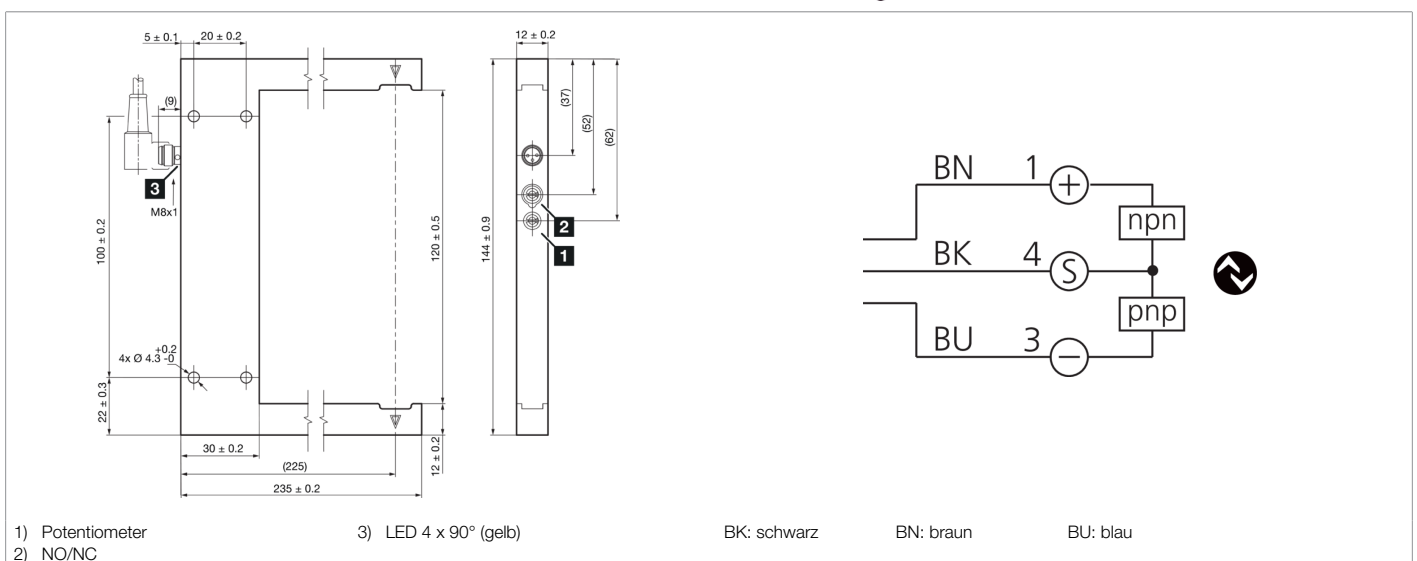 5 ± 0.1
20 ± 0.2
12 ± 0.2
(9)
(37)
(52)
(62)
3
M8x1
100 ± 0.2
120 ± 0.5
144 ± 0.9
2
1
4x Ø 4.3 +0.2 -0
22 ± 0.3
30 ± 0.2
12 ± 0.2
(225)
235 ± 0.2
BN 1 +
npn
BK 4 S
pnp
BU 3 −
1) Potentiometer
2) NO/NC
3) LED 4 x 90° (gelb)
BK: schwarz
BN: braun
BU: blau